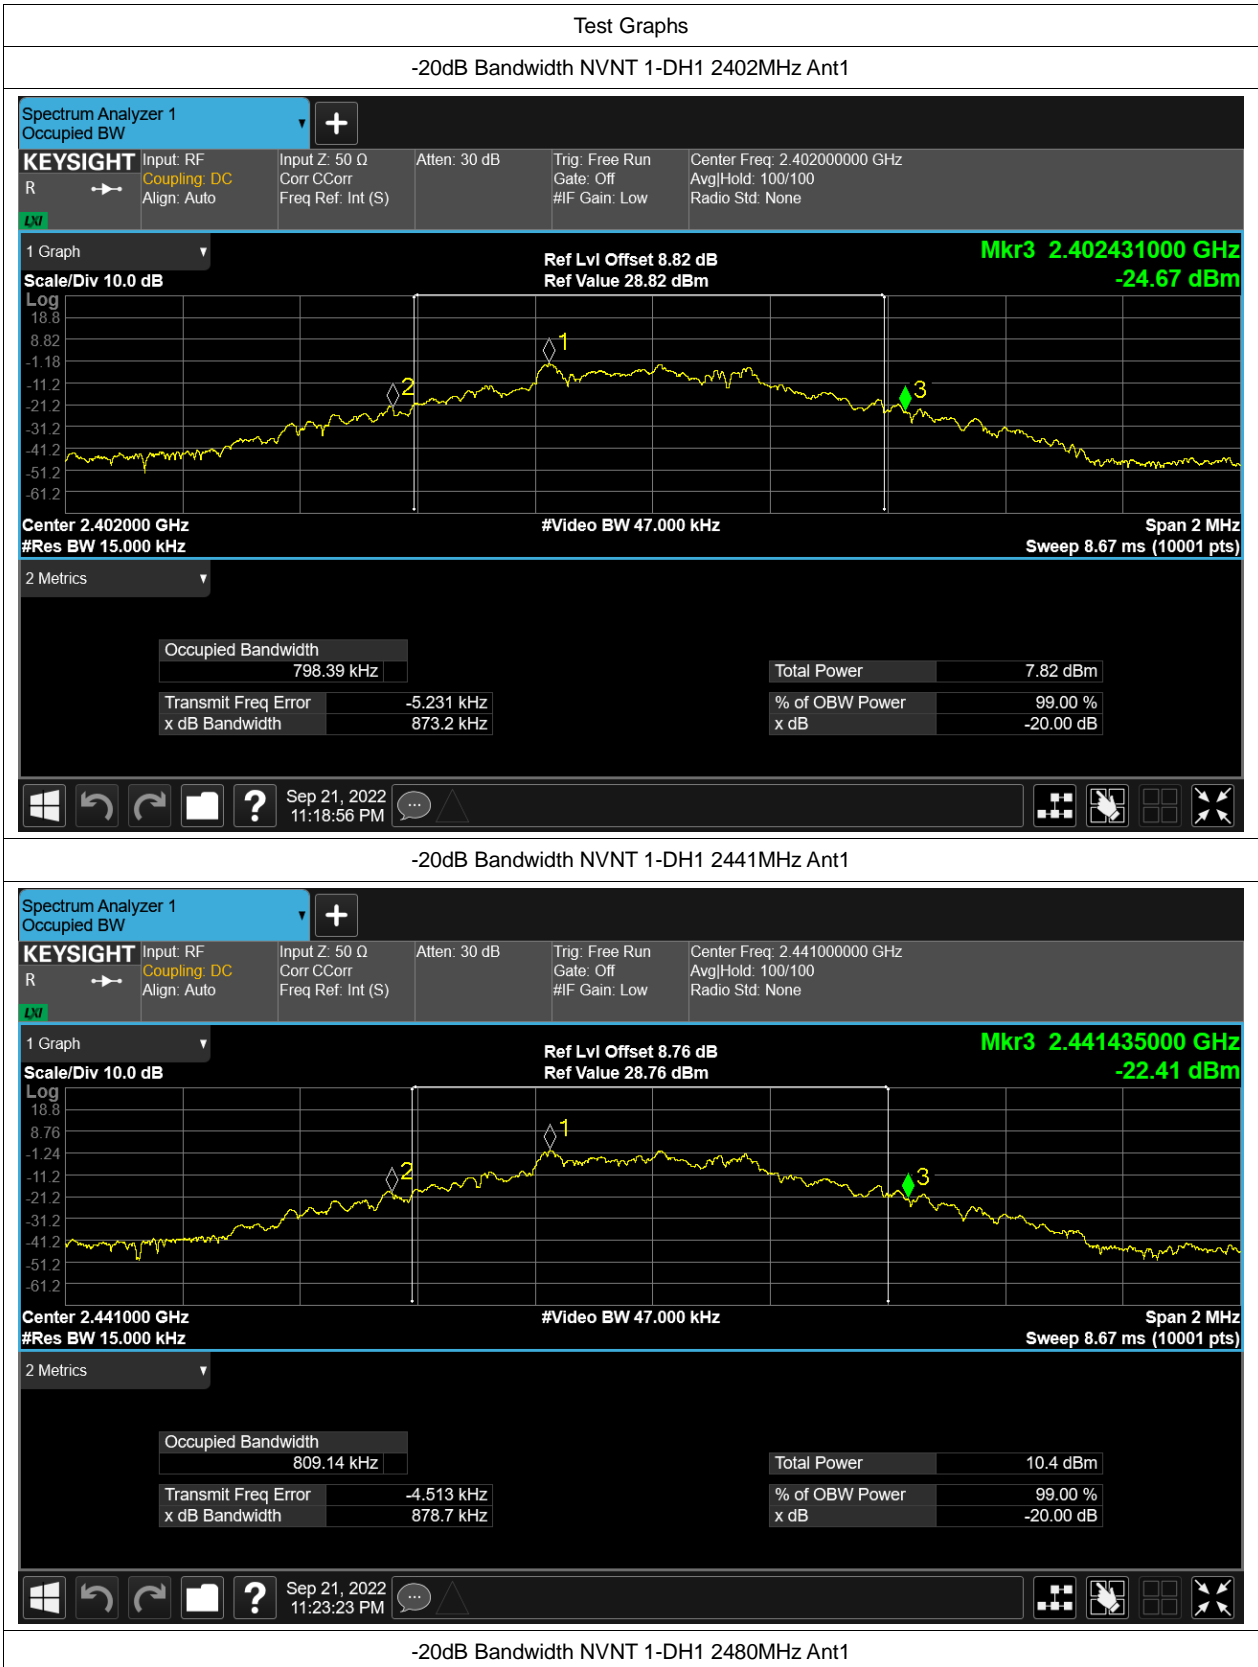 Test Graphs
-20dB Bandwidth NVNT 1-DH1 2402MHz Ant1
Spectrum Analyzer 1
Occupied BW
KEYSIGHT Input: RF Input Z: 50 Ω Atten: 30 dB Trig: Free Run Center Freq: 2.402000000 GHz
R Coupling: DC Corr CCorr Gate: Off Avg|Hold: 100/100
Align: Auto Freq Ref: Int (S) #IF Gain: Low Radio Std: None
LXI
1 Graph Ref Lvl Offset 8.82 dB Mkr3 2.402431000 GHz
Scale/Div 10.0 dB Ref Value 28.82 dBm -24.67 dBm
Log
18.8
8.82
-1.18
-11.2
-21.2
-31.2
-41.2
-51.2
-61.2
1
2
3
Center 2.402000 GHz #Video BW 47.000 kHz Span 2 MHz
#Res BW 15.000 kHz Sweep 8.67 ms (10001 pts)
2 Metrics
Occupied Bandwidth
798.39 kHz Total Power 7.82 dBm
Transmit Freq Error -5.231 kHz % of OBW Power 99.00 %
x dB Bandwidth 873.2 kHz x dB -20.00 dB
Sep 21, 2022
11:18:56 PM
-20dB Bandwidth NVNT 1-DH1 2441MHz Ant1
Spectrum Analyzer 1
Occupied BW
KEYSIGHT Input: RF Input Z: 50 Ω Atten: 30 dB Trig: Free Run Center Freq: 2.441000000 GHz
R Coupling: DC Corr CCorr Gate: Off Avg|Hold: 100/100
Align: Auto Freq Ref: Int (S) #IF Gain: Low Radio Std: None
LXI
1 Graph Ref Lvl Offset 8.76 dB Mkr3 2.441435000 GHz
Scale/Div 10.0 dB Ref Value 28.76 dBm -22.41 dBm
Log
18.8
8.76
-1.24
-11.2
-21.2
-31.2
-41.2
-51.2
-61.2
1
2
3
Center 2.441000 GHz #Video BW 47.000 kHz Span 2 MHz
#Res BW 15.000 kHz Sweep 8.67 ms (10001 pts)
2 Metrics
Occupied Bandwidth
809.14 kHz Total Power 10.4 dBm
Transmit Freq Error -4.513 kHz % of OBW Power 99.00 %
x dB Bandwidth 878.7 kHz x dB -20.00 dB
Sep 21, 2022
11:23:23 PM
-20dB Bandwidth NVNT 1-DH1 2480MHz Ant1